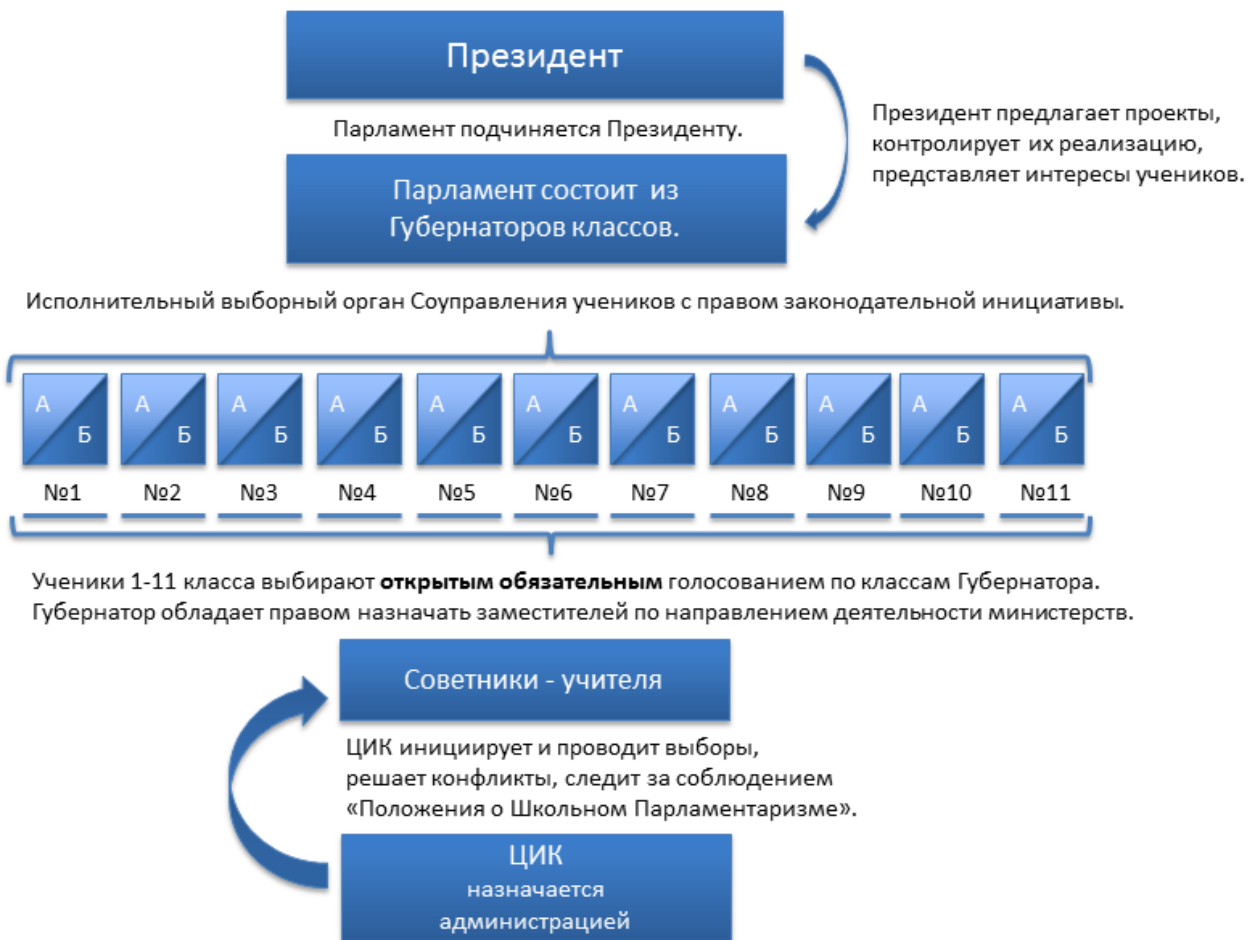 Президент
Парламент подчиняется Президенту.
Президент предлагает проекты,
контролирует их реализацию,
представляет интересы учеников.
Парламент состоит из
Губернаторов классов.
Исполнительный выборный орган Соуправления учеников с правом законодательной инициативы.
А А А А А А А А А А А
Б Б Б Б Б Б Б Б Б Б Б
№1 №2 №3 №4 №5 №6 №7 №8 №9 №10 №11
Ученики 1-11 класса выбирают открытым обязательным голосованием по классам Губернатора.
Губернатор обладает правом назначать заместителей по направлением деятельности министерств.
Советники - учителя
ЦИК инициирует и проводит выборы,
решает конфликты, следит за соблюдением
«Положения о Школьном Парламентаризме».
ЦИК
назначается
администрацией